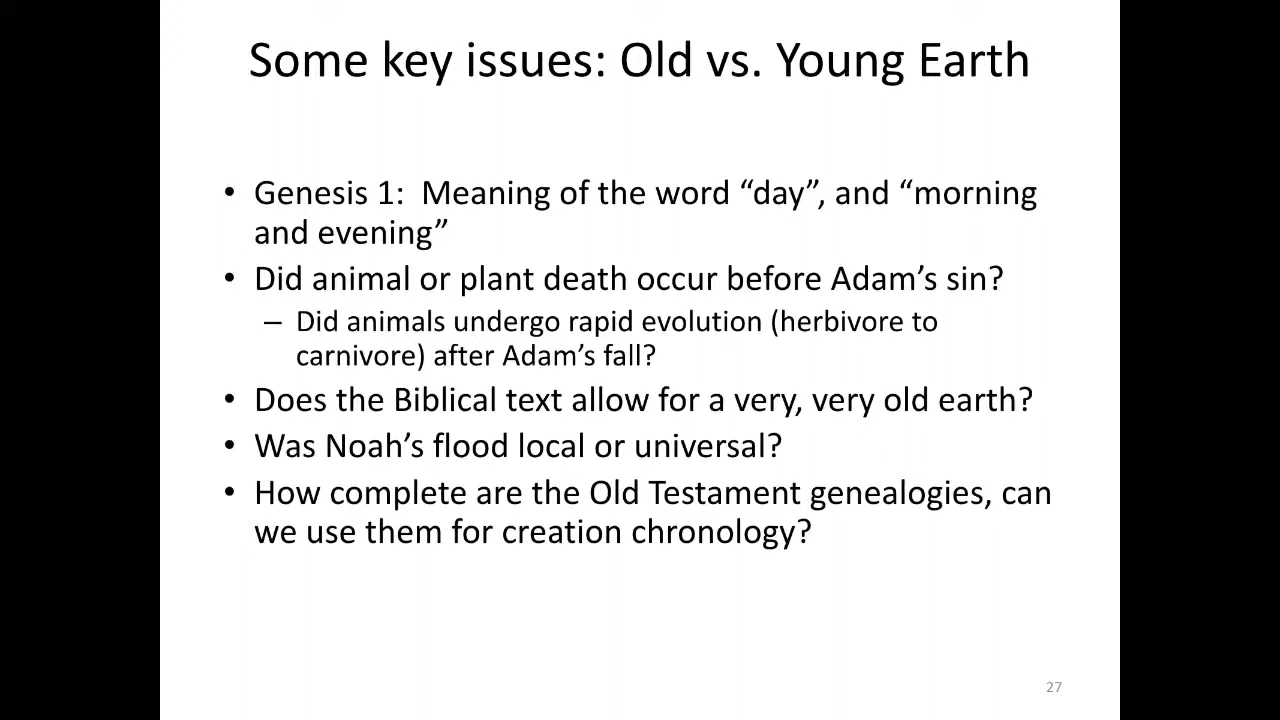 Some key issues: Old vs. Young Earth
• Genesis 1:  Meaning of the word “day”, and “morning
and evening”
• Did animal or plant death occur before Adam’s sin?
– Did animals undergo rapid evolution (herbivore to
carnivore) after Adam’s fall?
• Does the Biblical text allow for a very, very old earth?
• Was Noah’s flood local or universal?
• How complete are the Old Testament genealogies, can
we use them for creation chronology?
27